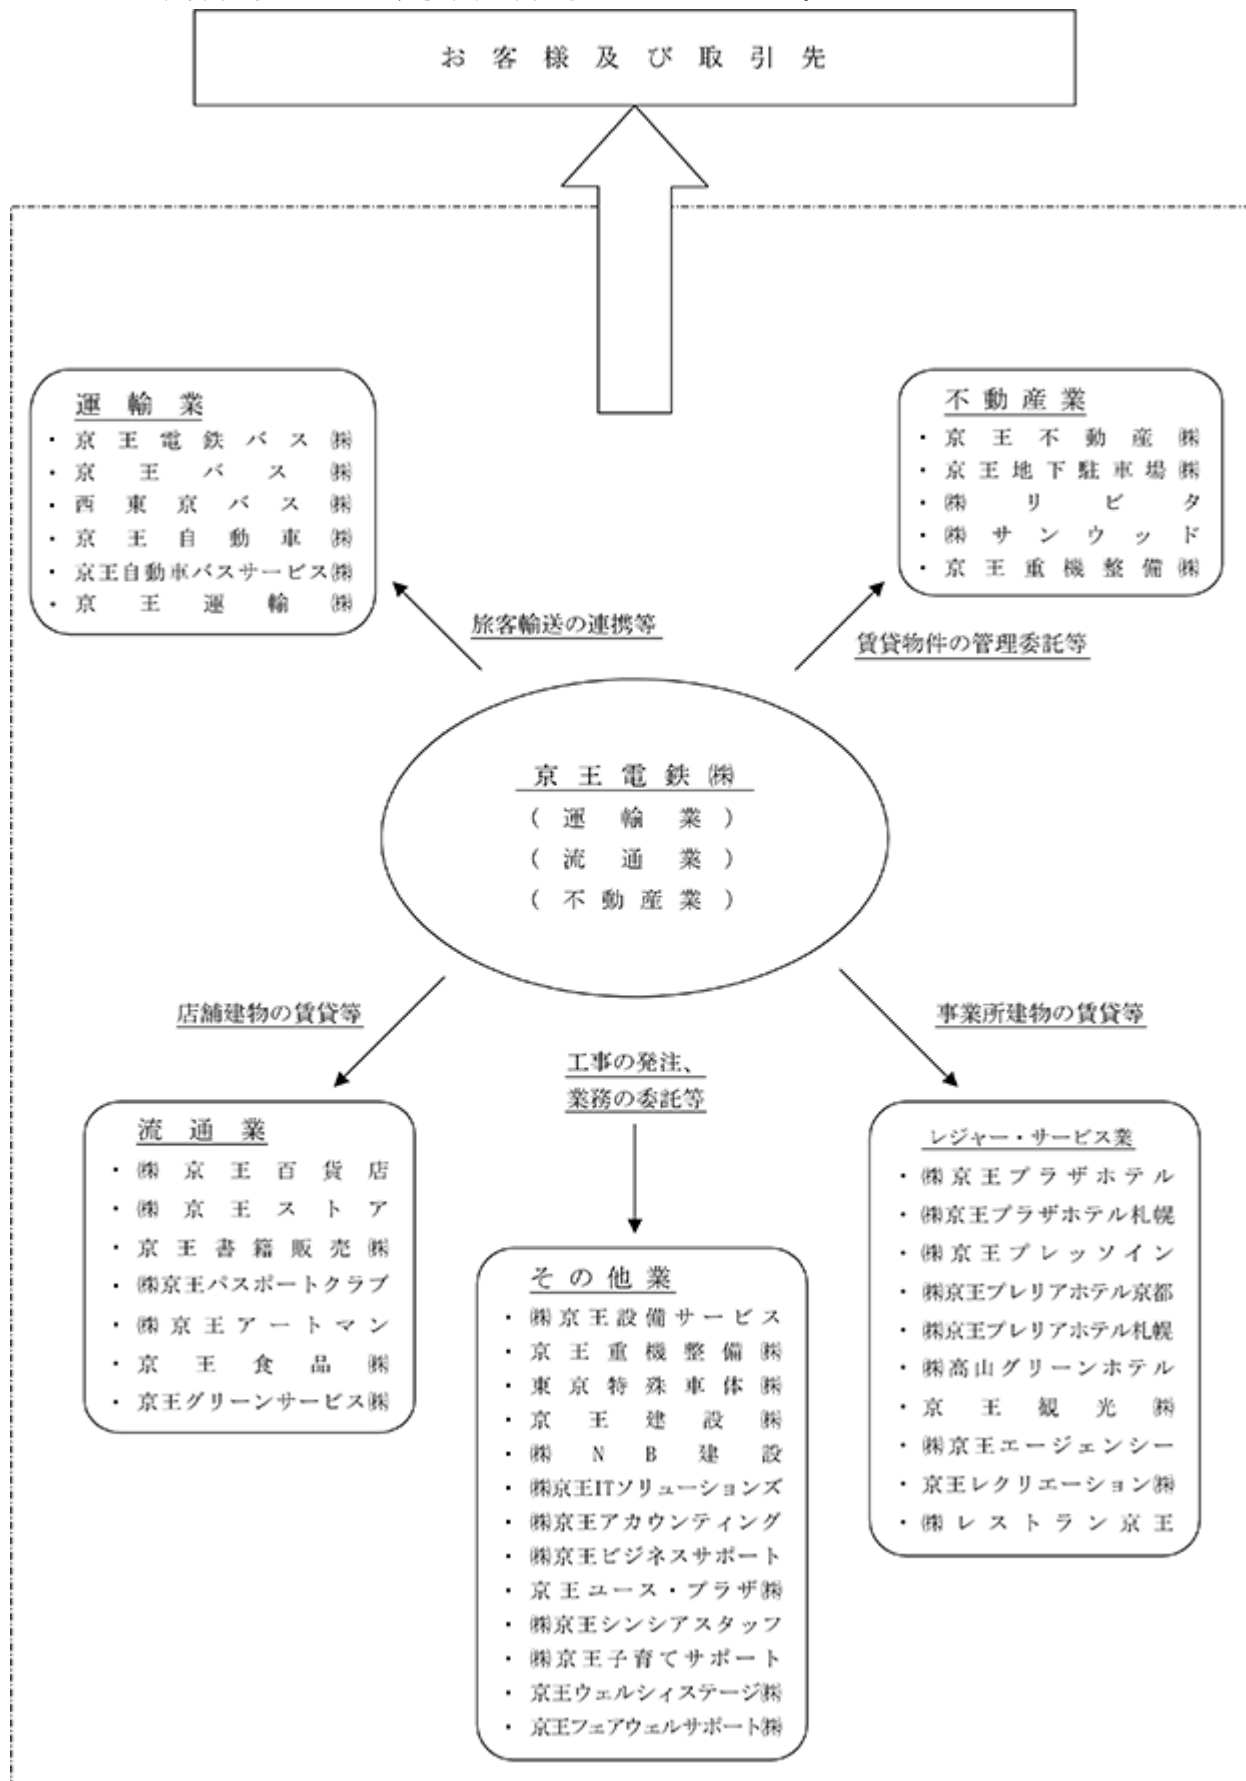 お客様及び取引先
運輸業
・京王電鉄バス㈱
・京王バス㈱
・西東京バス㈱
・京王自動車㈱
・京王自動車バスサービス㈱
・京王運輸㈱
不動産業
・京王不動産㈱
・京王地下駐車場㈱
・㈱リビタ
・㈱サンウッド
・京王重機整備㈱
旅客輸送の連携等
賃貸物件の管理委託等
京王電鉄㈱
(運輸業)
(流通業)
(不動産業)
店舗建物の賃貸等
工事の発注、
業務の委託等
事業所建物の賃貸等
流通業
・㈱京王百貨店
・㈱京王ストア
・京王書籍販売㈱
・㈱京王パスポートクラブ
・㈱京王アートマン
・京王食品㈱
・京王グリーンサービス㈱
その他業
・㈱京王設備サービス
・京王重機整備㈱
・東京特殊車体㈱
・京王建設㈱
・㈱NB建設
・㈱京王ITソリューションズ
・㈱京王アカウンティング
・㈱京王ビジネスサポート
・京王ユース・プラザ㈱
・㈱京王シンシアスタッフ
・㈱京王子育てサポート
・京王ウェルシィステージ㈱
・京王フェアウェルサポート㈱
レジャー・サービス業
・㈱京王プラザホテル
・㈱京王プラザホテル札幌
・㈱京王プレッソイン
・㈱京王プレリアホテル京都
・㈱京王プレリアホテル札幌
・㈱高山グリーンホテル
・京王観光㈱
・㈱京王エージェンシー
・京王レクリエーション㈱
・㈱レストラン京王